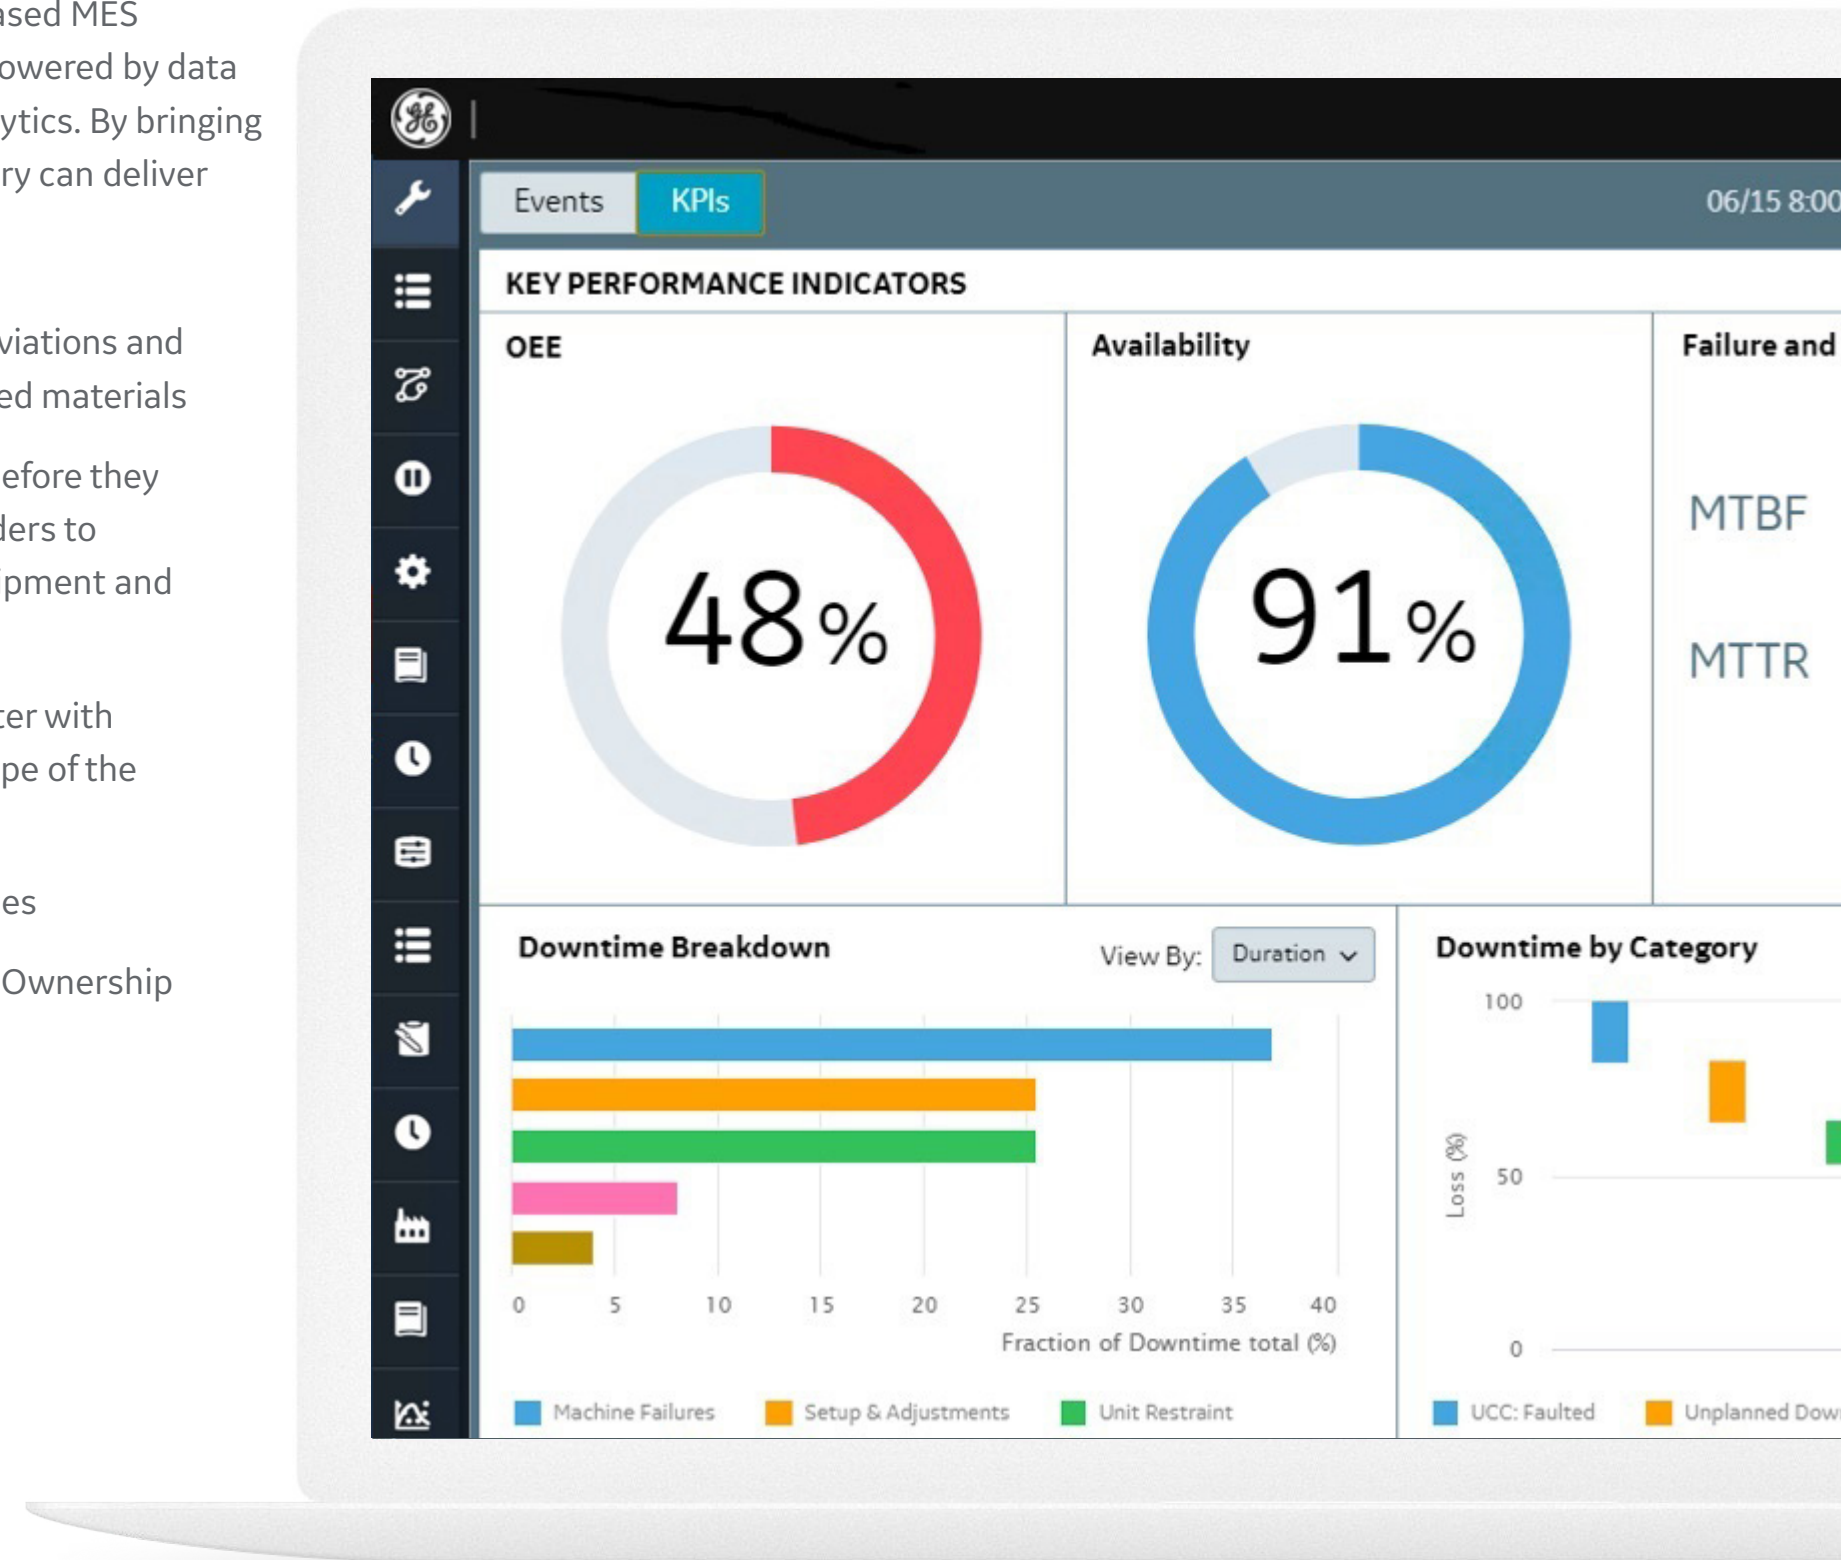 ased MES
owered by data
ytics. By bringing
ry can deliver
viations and
ed materials
efore they
ders to
ipment and
ter with
pe of the
es
Ownership
Events
KPIs
06/15 8:00
KEY PERFORMANCE INDICATORS
OEE
48%
Availability
91%
Failure and
MTBF
MTTR
Downtime Breakdown
View By:
Duration
0 5 10 15 20 25 30 35 40
Fraction of Downtime total (%)
Machine Failures
Setup & Adjustments
Unit Restraint
Downtime by Category
100
50
0
Loss (%)
UCC: Faulted
Unplanned Dow